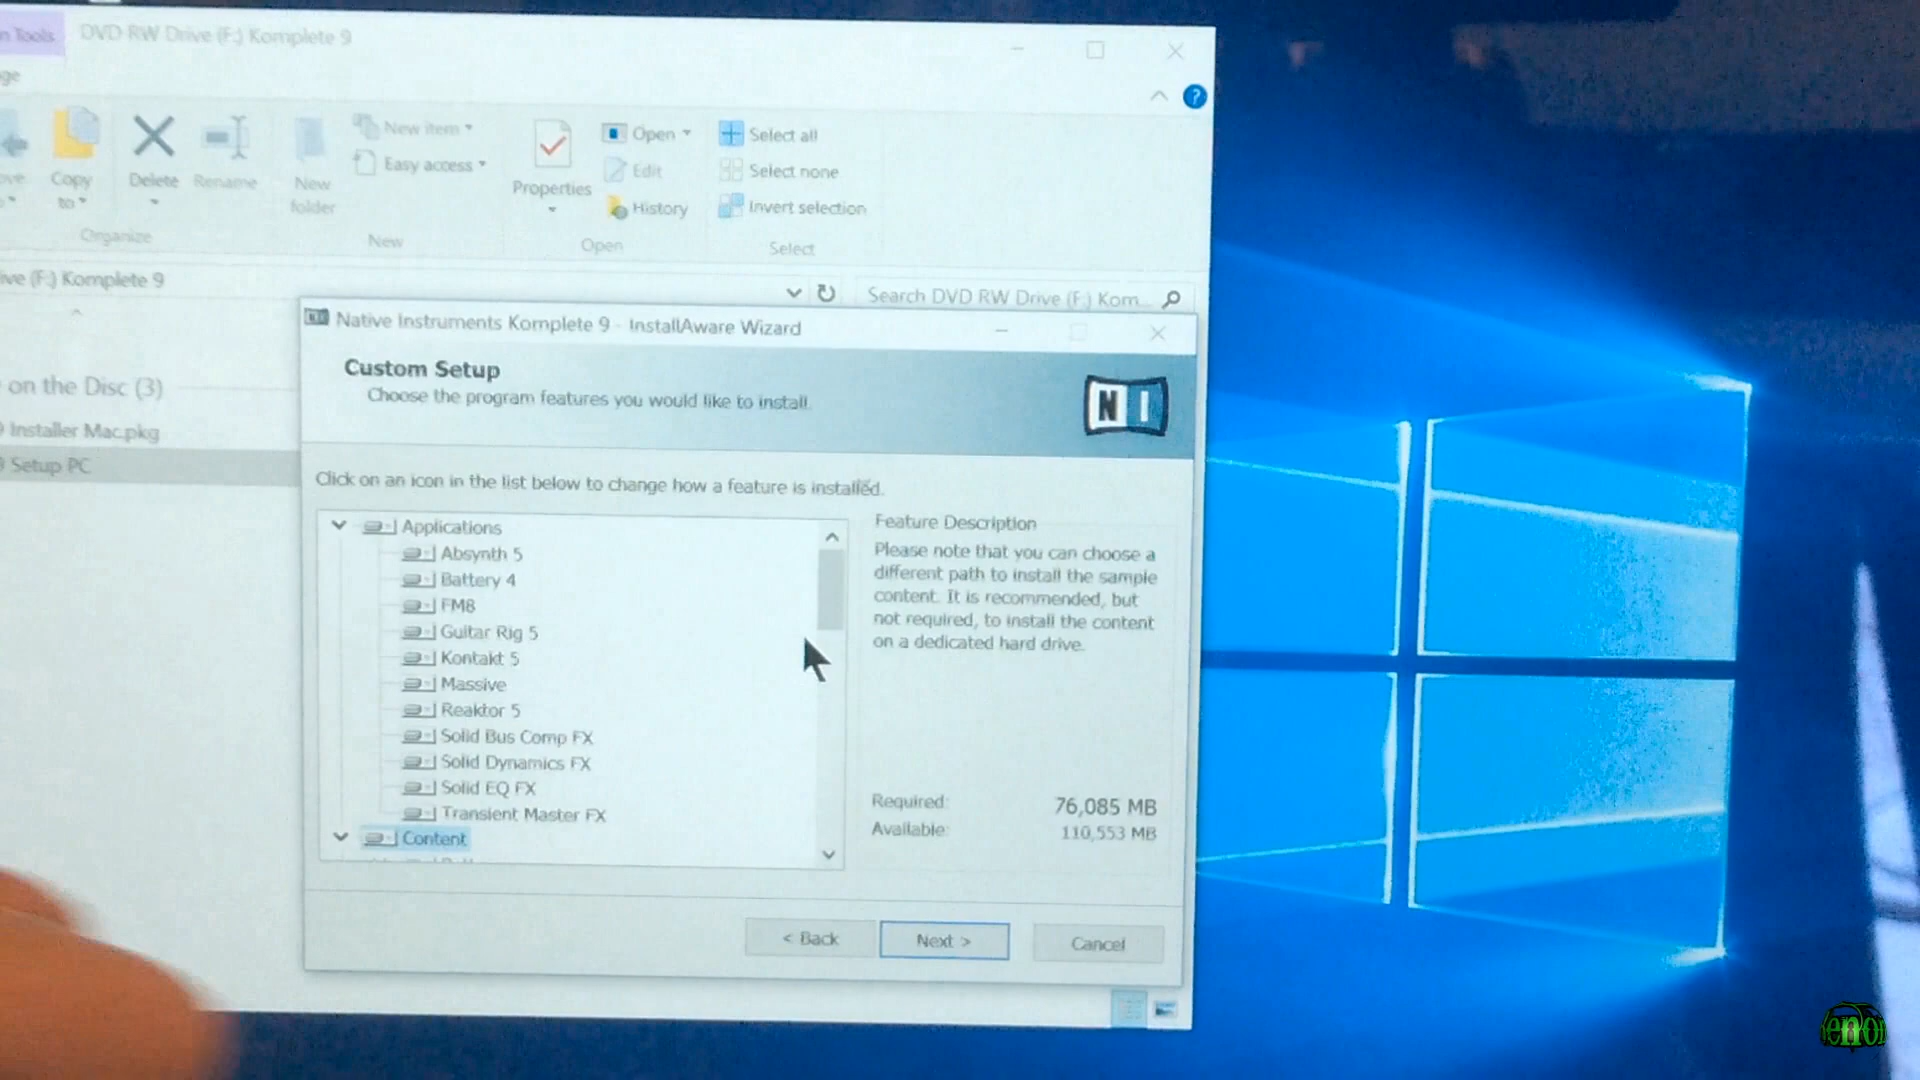 DVD RW Drive (F:) Komplete 9
Tools
New item
Open
Select all
Easy access
Edit
Select none
Copy
to
Delete
Rename
New
folder
Properties
History
Invert selection
Organize
New
Open
Select
(F:) Komplete 9
Search DVD RW Drive (F:) Kom...
Native Instruments Komplete 9 - InstallAware Wizard
Custom Setup
Choose the program features you would like to install.
NI
on the Disc (3)
Installer Mac.pkg
Setup PC
Click on an icon in the list below to change how a feature is installed.
Applications
Absynth 5
Battery 4
FM8
Guitar Rig 5
Kontakt 5
Massive
Reaktor 5
Solid Bus Comp FX
Solid Dynamics FX
Solid EQ FX
Transient Master FX
Content
Feature Description
Please note that you can choose a
different path to install the sample
content. It is recommended, but
not required, to install the content
on a dedicated hard drive.
Required: 76,085 MB
Available: 110,553 MB
< Back
Next >
Cancel